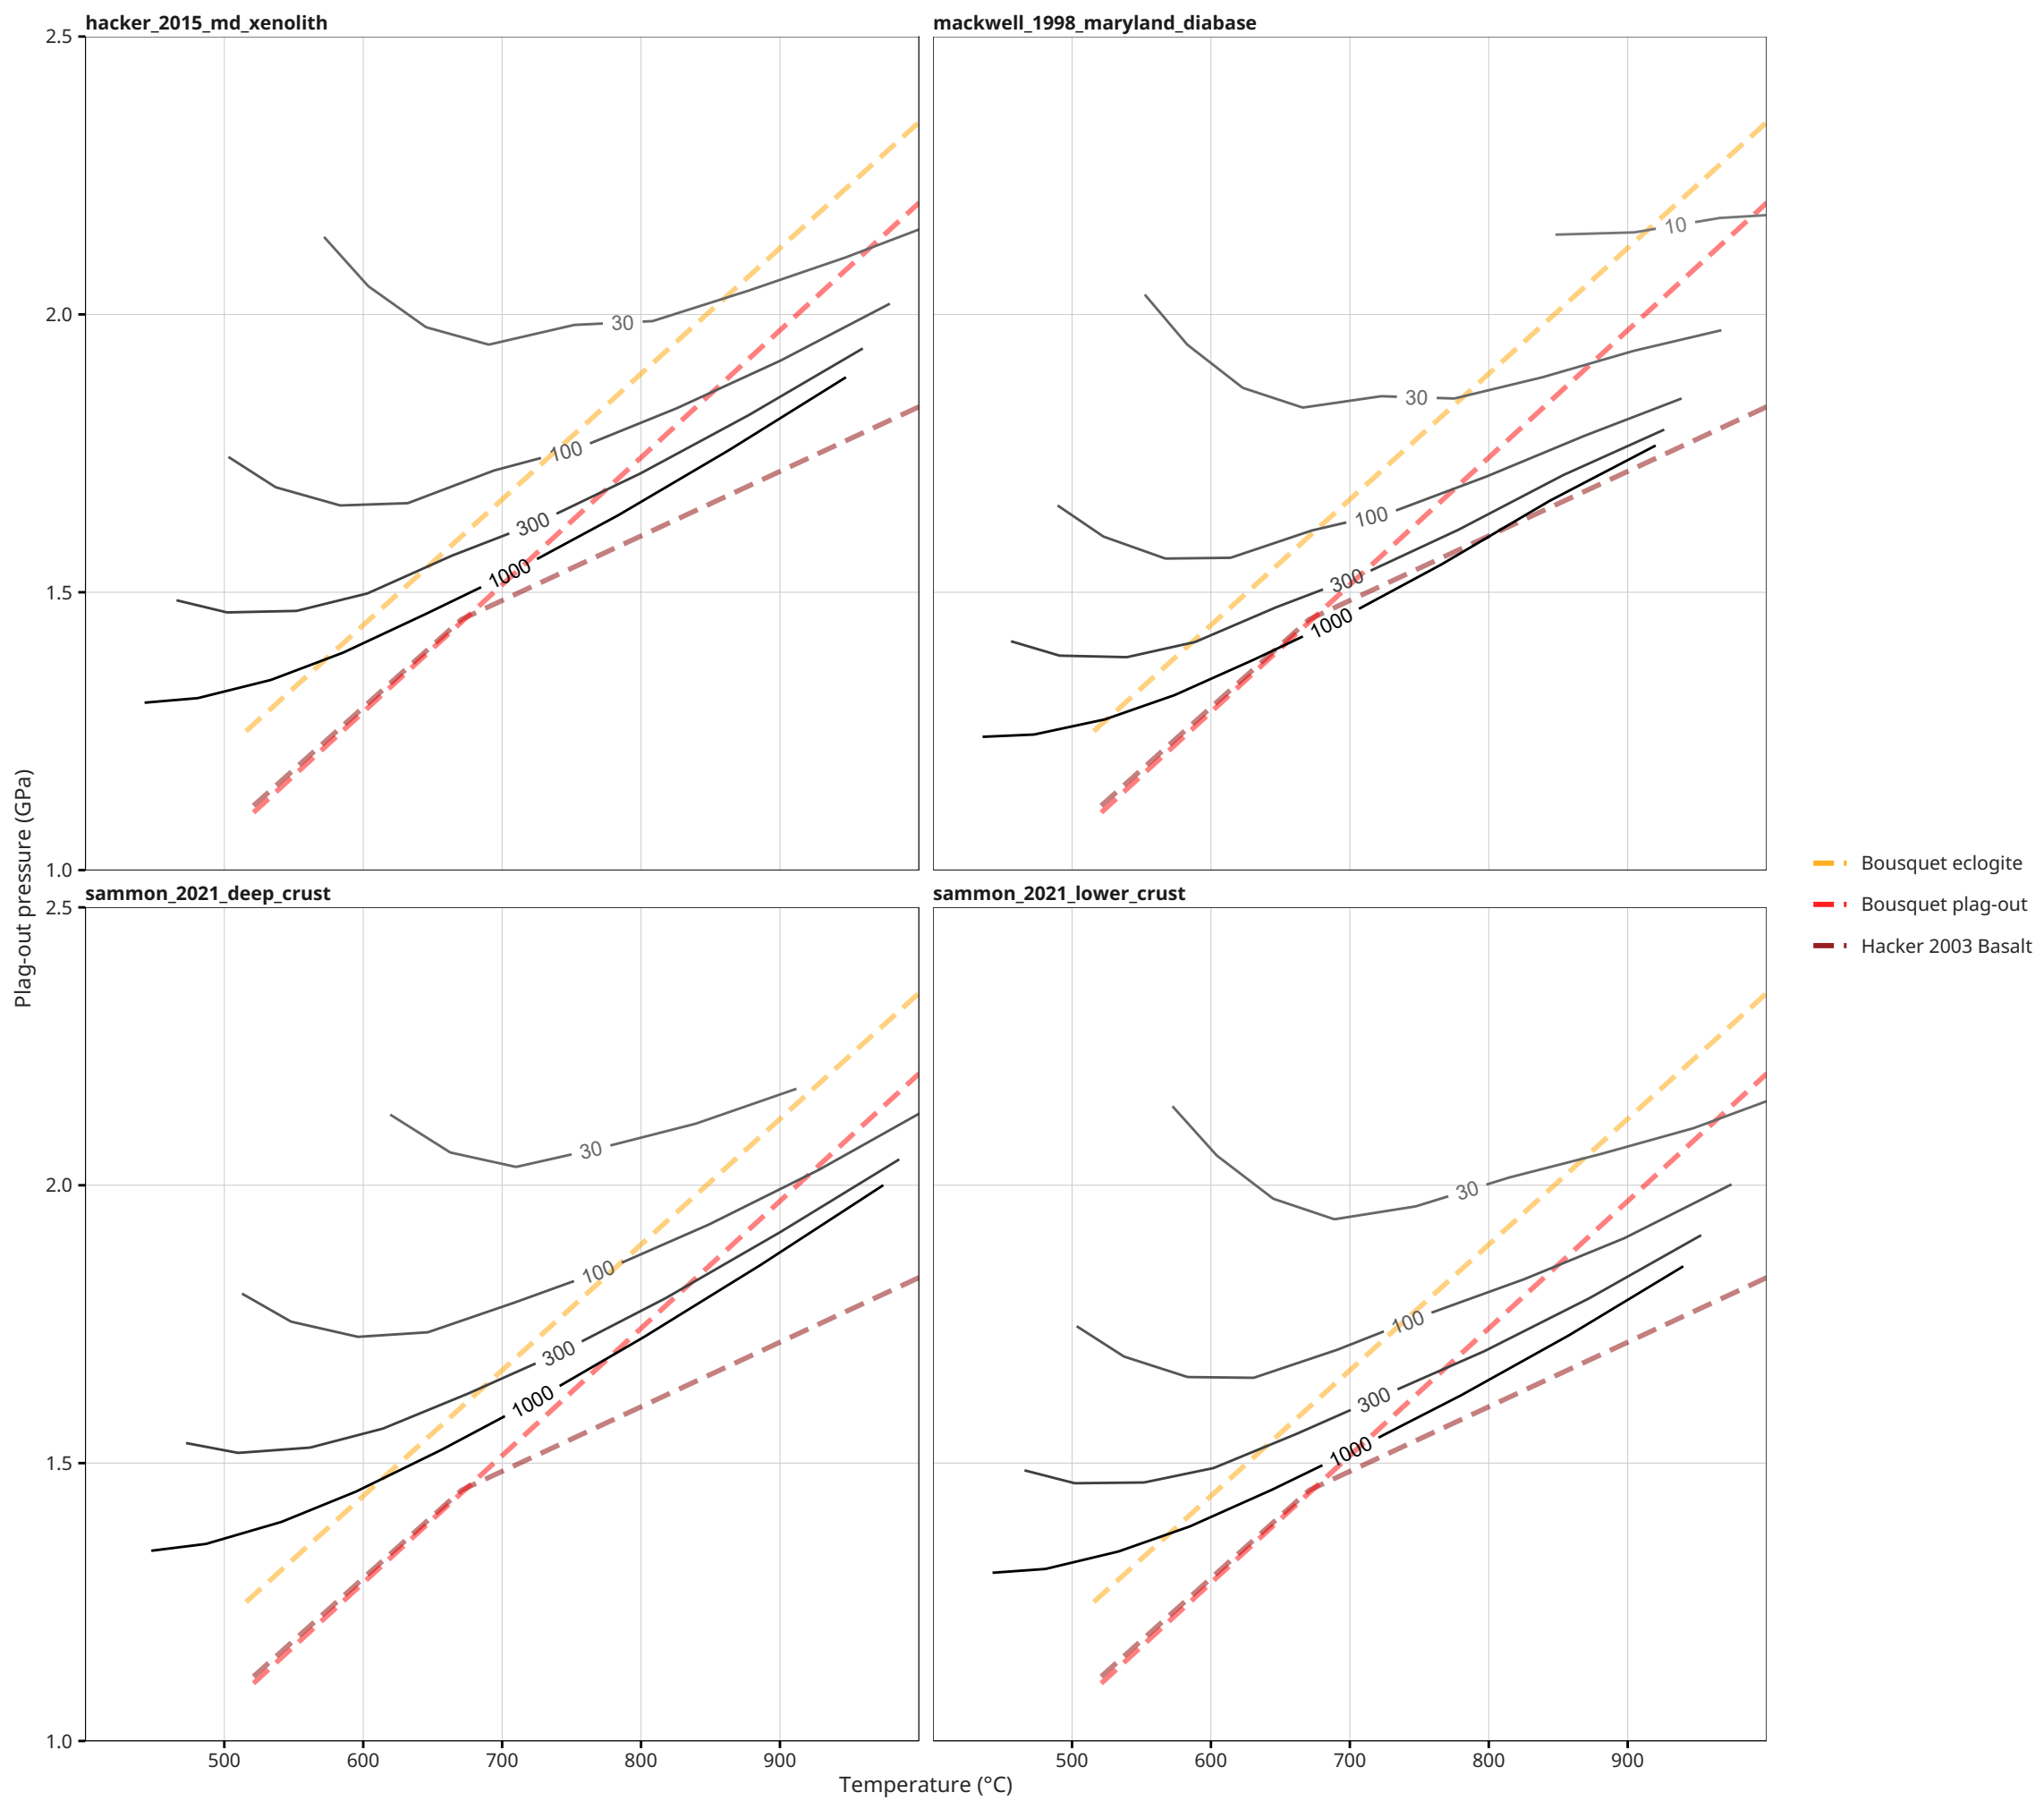 hacker_2015_md_xenolith
mackwell_1998_maryland_diabase
2.5
2.0
1.5
1.0
30
100
300
1000
10
30
100
300
1000
Plag-out pressure (GPa)
Bousquet eclogite
Bousquet plag-out
Hacker 2003 Basalt
sammon_2021_deep_crust
sammon_2021_lower_crust
2.5
2.0
1.5
1.0
30
100
300
1000
30
100
300
1000
500 600 700 800 900
500 600 700 800 900
Temperature (°C)